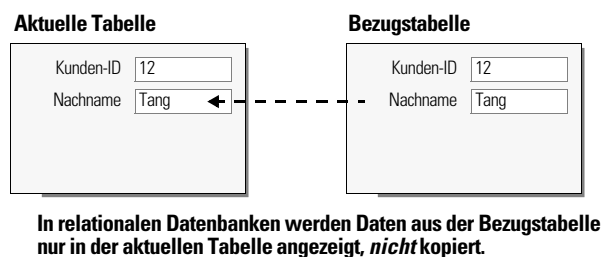 Aktuelle Tabelle
Bezugstabelle
Kunden-ID 12
Nachname Tang
Kunden-ID 12
Nachname Tang
In relationalen Datenbanken werden Daten aus der Bezugstabelle
nur in der aktuellen Tabelle angezeigt, nicht kopiert.